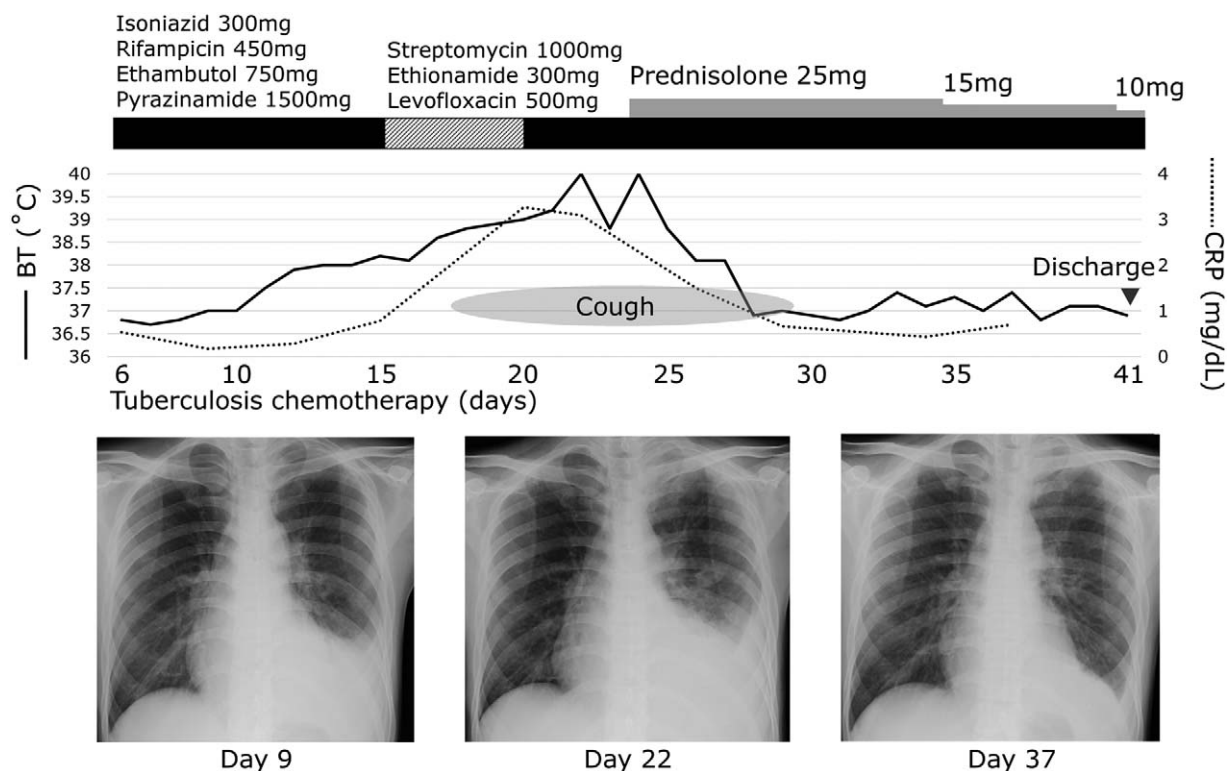 Isoniazid 300mg
Rifampicin 450mg
Ethambutol 750mg
Pyrazinamide 1500mg
Streptomycin 1000mg
Ethionamide 300mg
Levofloxacin 500mg
Prednisolone 25mg
15mg
10mg
BT (°C)
40
39.5
39
38.5
38
37.5
37
36.5
36
4
3
2
1
0
CRP (mg/dL)
Cough
Discharge
6 10 15 20 25 30 35 41
Tuberculosis chemotherapy (days)
Day 9
Day 22
Day 37